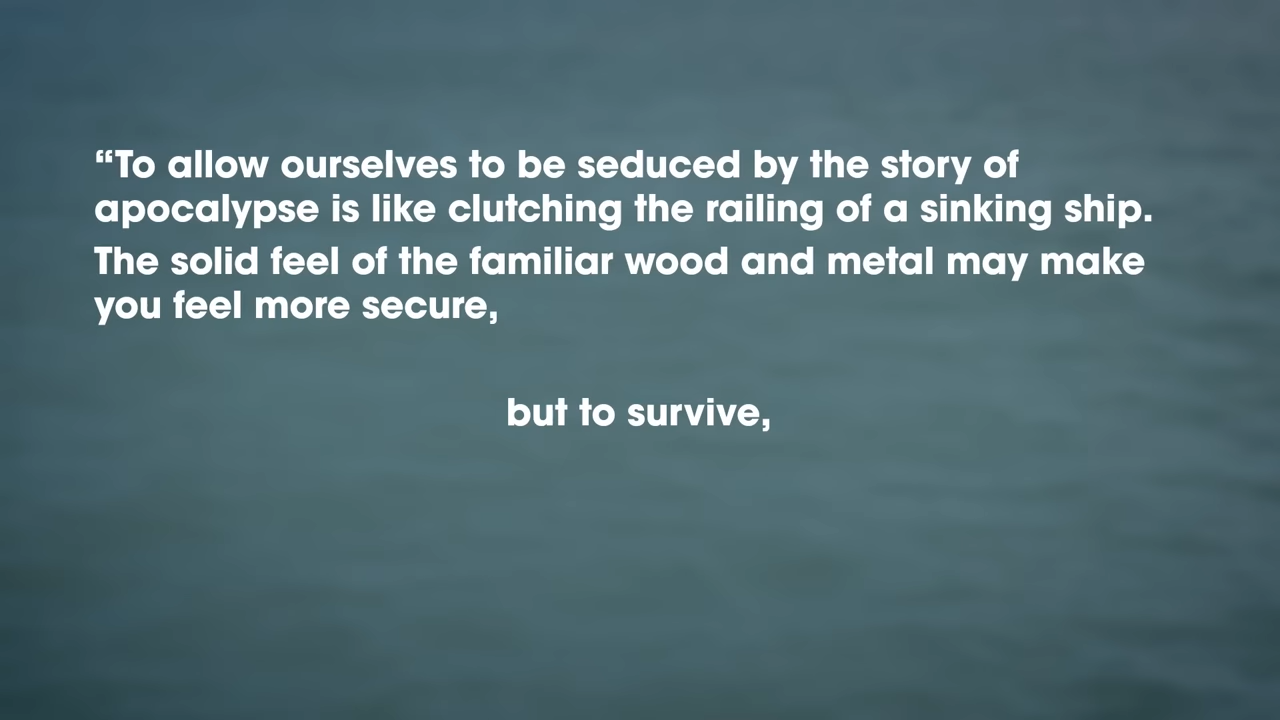 “To allow ourselves to be seduced by the story of
apocalypse is like clutching the railing of a sinking ship.
The solid feel of the familiar wood and metal may make
you feel more secure,
but to survive,